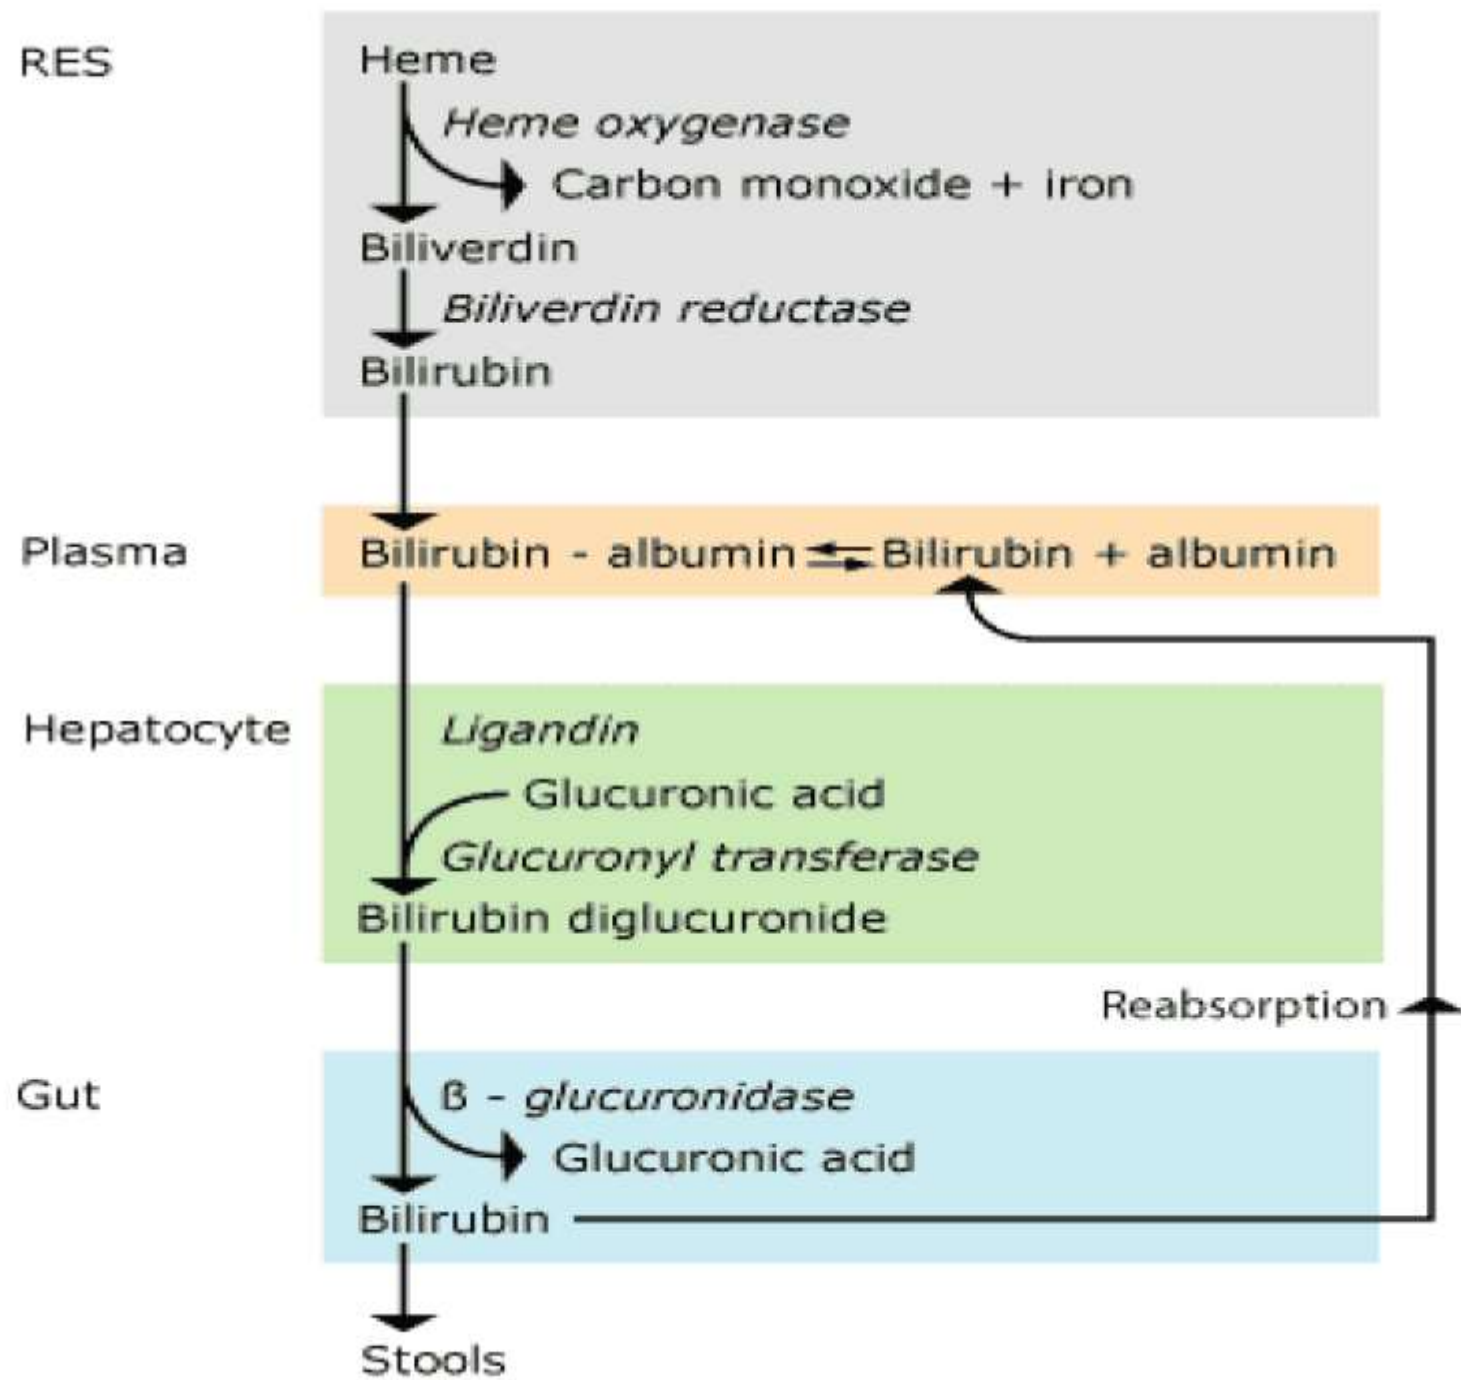 RES
Heme
Heme oxygenase
Carbon monoxide + iron
Biliverdin
Biliverdin reductase
Bilirubin
Plasma
Bilirubin - albumin Bilirubin + albumin
Hepatocyte
Ligandin
Glucuronic acid
Glucuronyl transferase
Bilirubin diglucuronide
Reabsorption
Gut
ß - glucuronidase
Glucuronic acid
Bilirubin
Stools